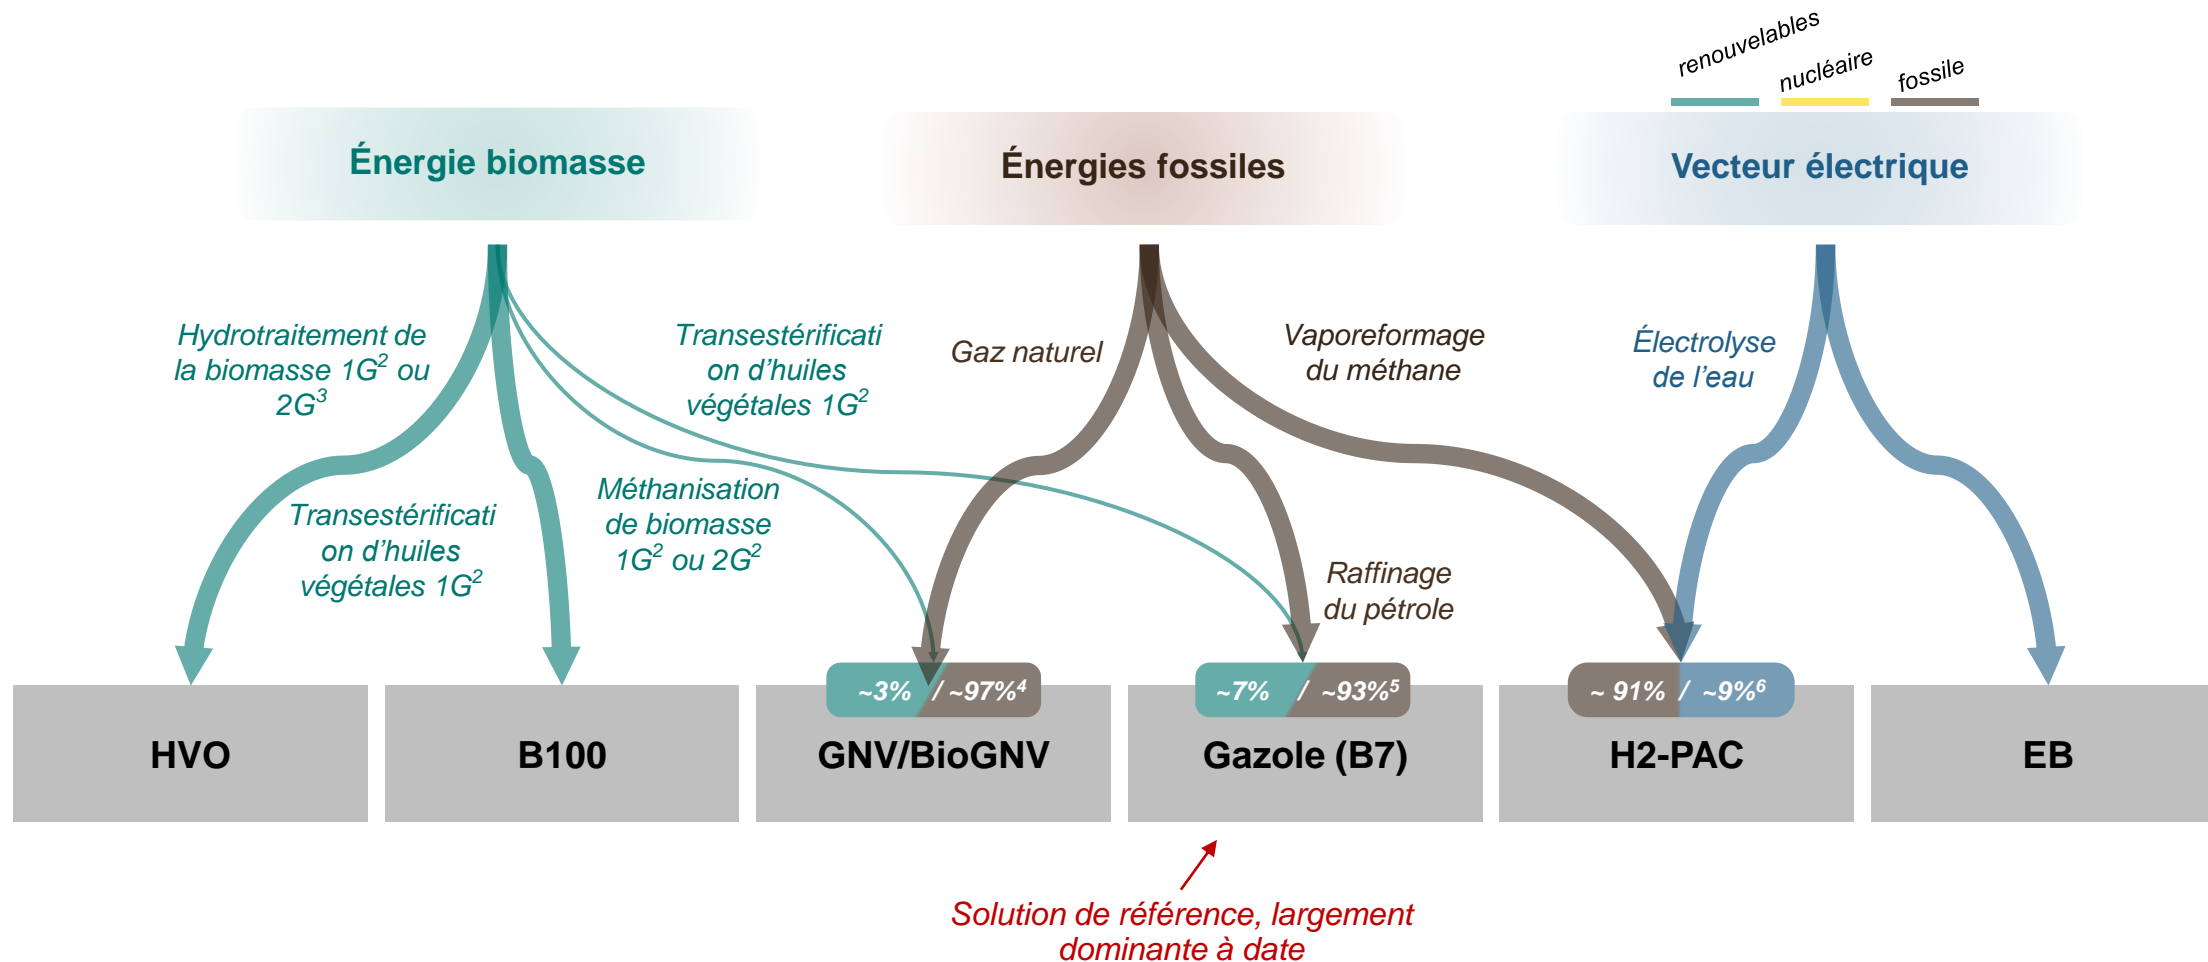 renouvelables
nucléaire
fossile
Énergie biomasse
Énergies fossiles
Vecteur électrique
Hydrotraitement de
la biomasse 1G² ou
2G³
Transestérificati
on d’huiles
végétales 1G²
Gaz naturel
Vaporeformage
du méthane
Électrolyse
de l’eau
Transestérificati
on d’huiles
végétales 1G²
Méthanisation
de biomasse
1G² ou 2G²
Raffinage
du pétrole
~3% / ~97%⁴
~7% / ~93%⁵
~ 91% / ~9%⁶
HVO
B100
GNV/BioGNV
Gazole (B7)
H2-PAC
EB
Solution de référence, largement
dominante à date